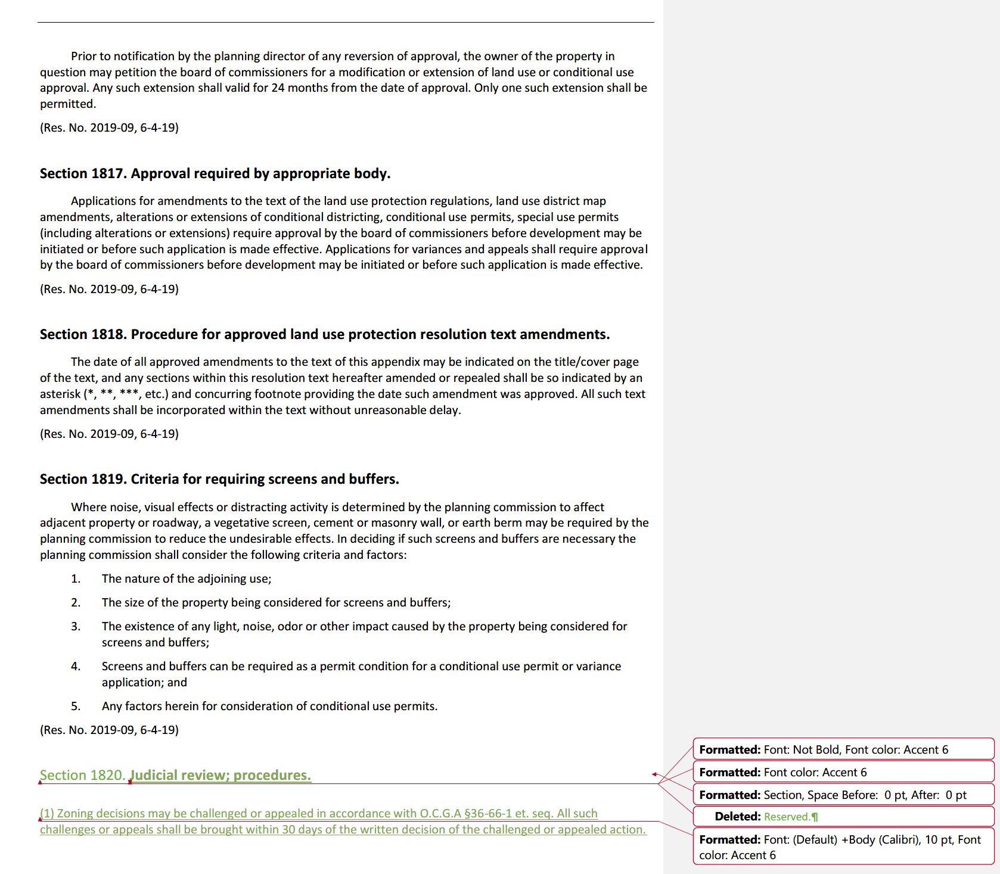 Prior to notification by the planning director of any reversion of approval, the owner of the property in
question may petition the board of commissioners for a modification or extension of land use or conditional use
approval. Any such extension shall valid for 24 months from the date of approval. Only one such extension shall be
permitted.
(Res. No. 2019-09, 6-4-19)
Section 1817. Approval required by appropriate body.
Applications for amendments to the text of the land use protection regulations, land use district map
amendments, alterations or extensions of conditional districting, conditional use permits, special use permits
(including alterations or extensions) require approval by the board of commissioners before development may be
initiated or before such application is made effective. Applications for variances and appeals shall require approval
by the board of commissioners before development may be initiated or before such application is made effective.
(Res. No. 2019-09, 6-4-19)
Section 1818. Procedure for approved land use protection resolution text amendments.
The date of all approved amendments to the text of this appendix may be indicated on the title/cover page
of the text, and any sections within this resolution text hereafter amended or repealed shall be so indicated by an
asterisk (*, **, ***, etc.) and concurring footnote providing the date such amendment was approved. All such text
amendments shall be incorporated within the text without unreasonable delay.
(Res. No. 2019-09, 6-4-19)
Section 1819. Criteria for requiring screens and buffers.
Where noise, visual effects or distracting activity is determined by the planning commission to affect
adjacent property or roadway, a vegetative screen, cement or masonry wall, or earth berm may be required by the
planning commission to reduce the undesirable effects. In deciding if such screens and buffers are necessary the
planning commission shall consider the following criteria and factors:
1. The nature of the adjoining use;
2. The size of the property being considered for screens and buffers;
3. The existence of any light, noise, odor or other impact caused by the property being considered for
screens and buffers;
4. Screens and buffers can be required as a permit condition for a conditional use permit or variance
application; and
5. Any factors herein for consideration of conditional use permits.
(Res. No. 2019-09, 6-4-19)
Section 1820. Judicial review; procedures.
(1) Zoning decisions may be challenged or appealed in accordance with O.C.G.A §36-66-1 et. seq. All such
challenges or appeals shall be brought within 30 days of the written decision of the challenged or appealed action.
Formatted: Font: Not Bold, Font color: Accent 6
Formatted: Font color: Accent 6
Formatted: Section, Space Before: 0 pt, After: 0 pt
Deleted: Reserved.¶
Formatted: Font: (Default) +Body (Calibri), 10 pt, Font
color: Accent 6